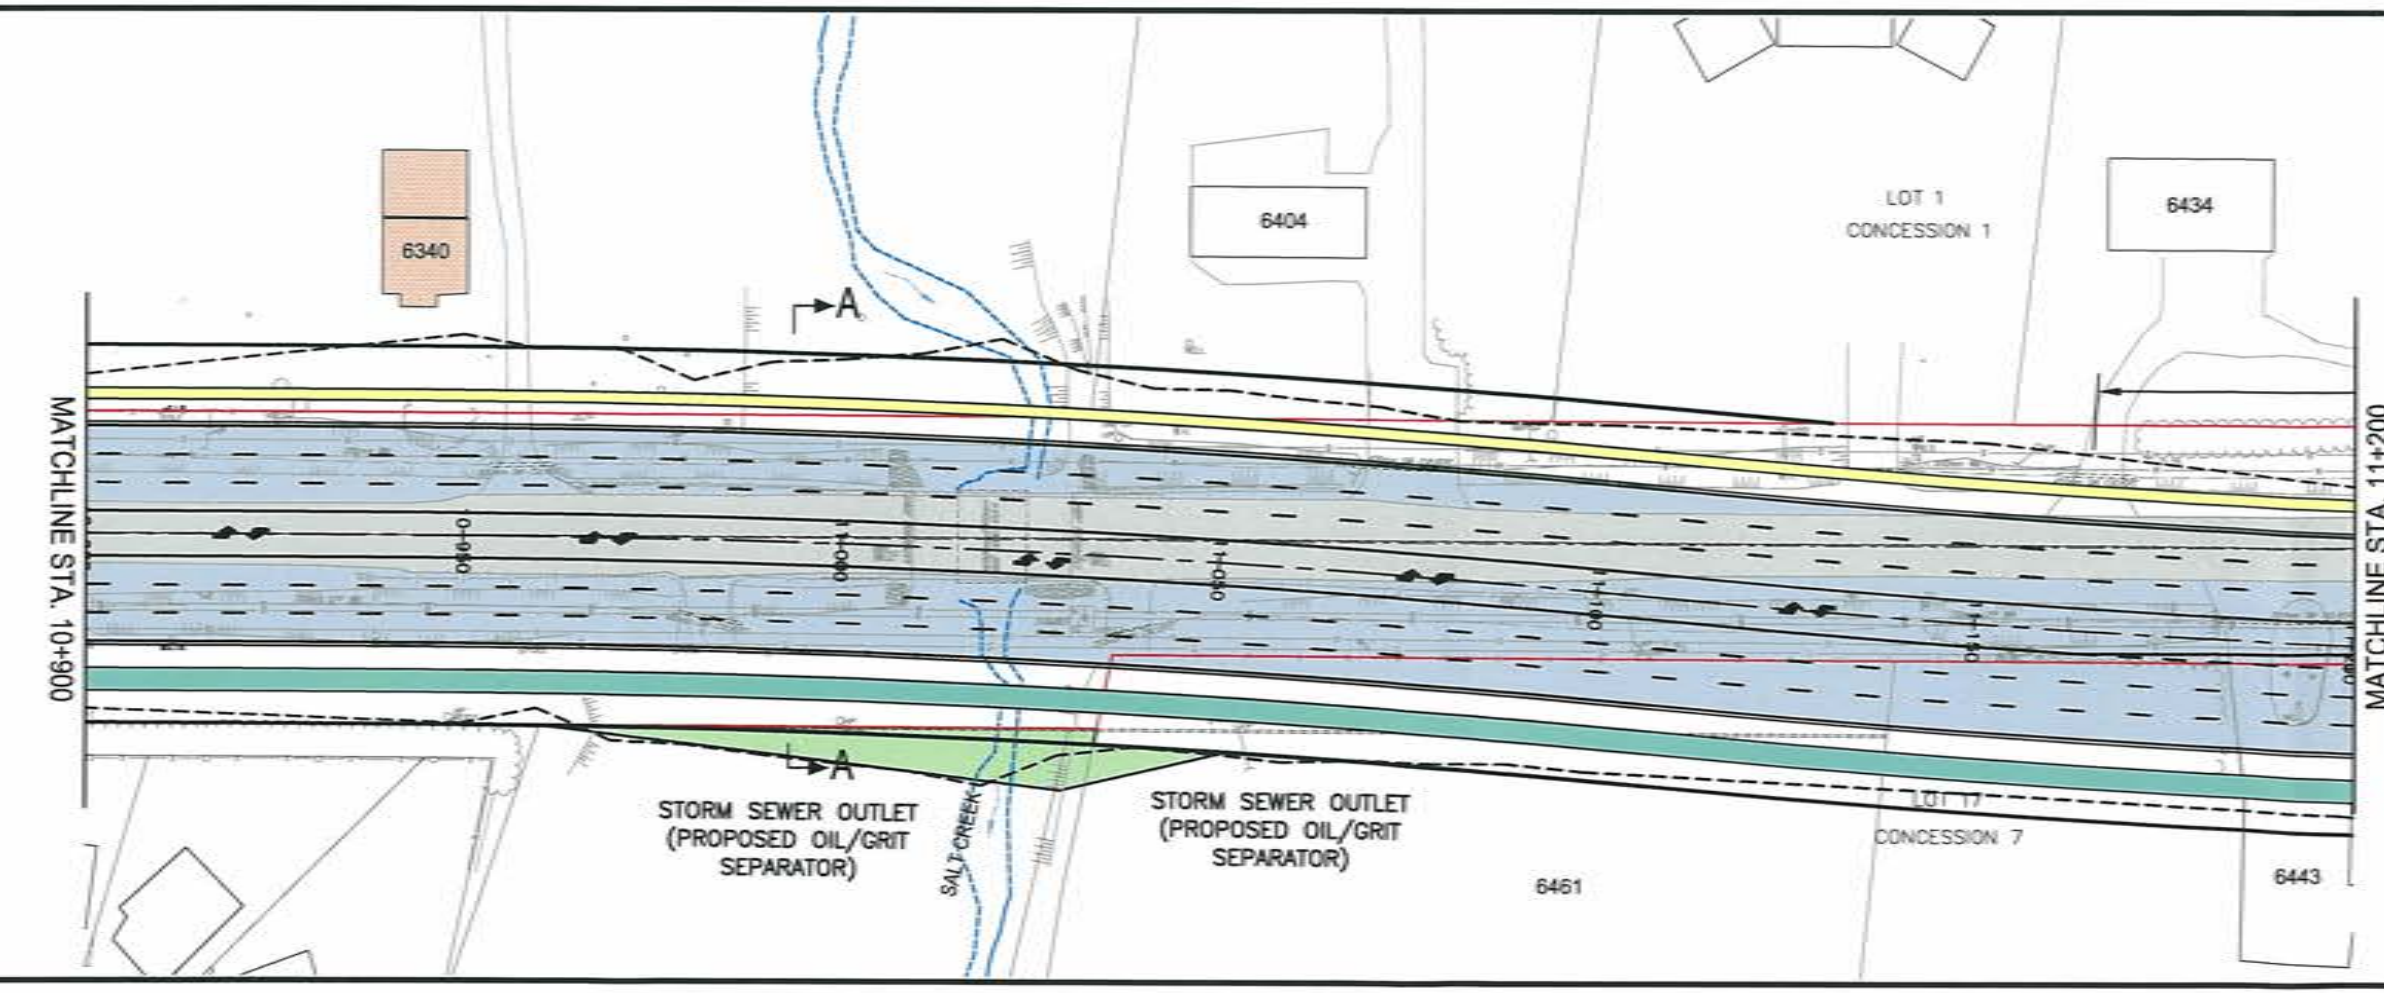 6340
A
6404
LOT 1
CONCESSION 1
6434
MATCHLINE STA. 10+900
11+000
11+050
11+100
11+150
MATCHLINE STA. 11+200
A
STORM SEWER OUTLET
(PROPOSED OIL/GRIT
SEPARATOR)
SALT CREEK
STORM SEWER OUTLET
(PROPOSED OIL/GRIT
SEPARATOR)
LOT 17
CONCESSION 7
6461
6443